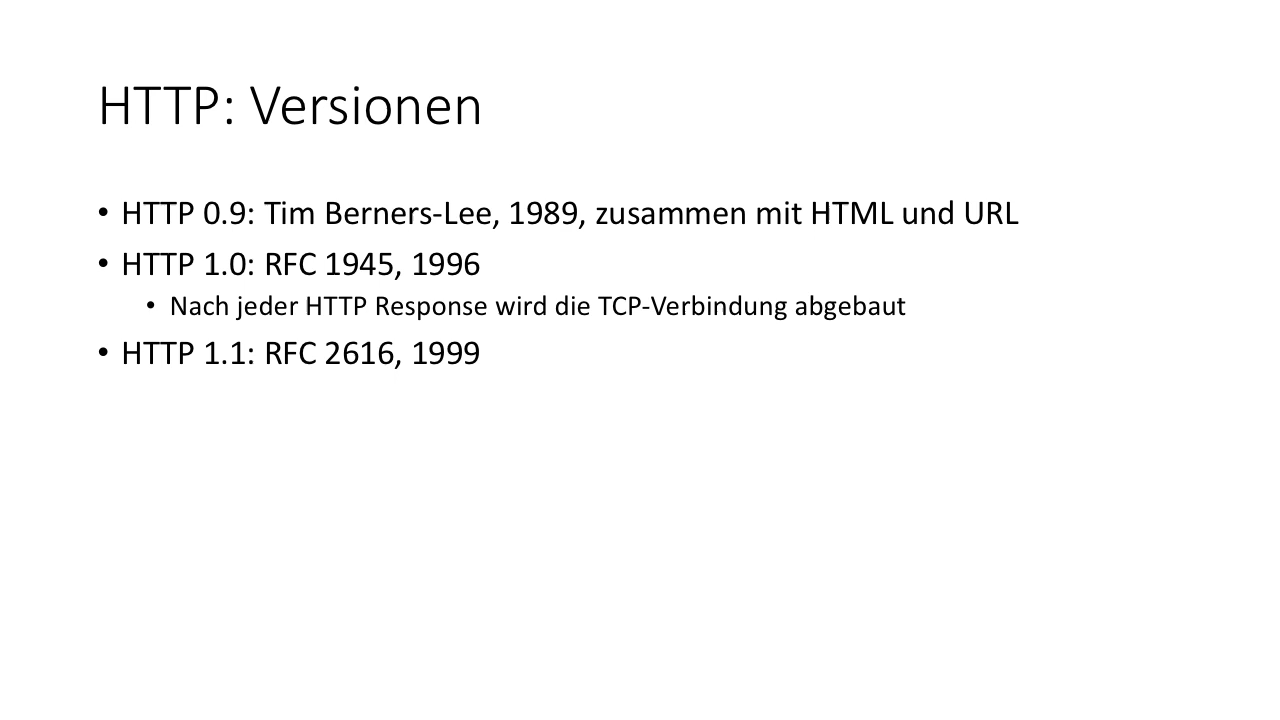 HTTP: Versionen
• HTTP 0.9: Tim Berners-Lee, 1989, zusammen mit HTML und URL
• HTTP 1.0: RFC 1945, 1996
• Nach jeder HTTP Response wird die TCP-Verbindung abgebaut
• HTTP 1.1: RFC 2616, 1999